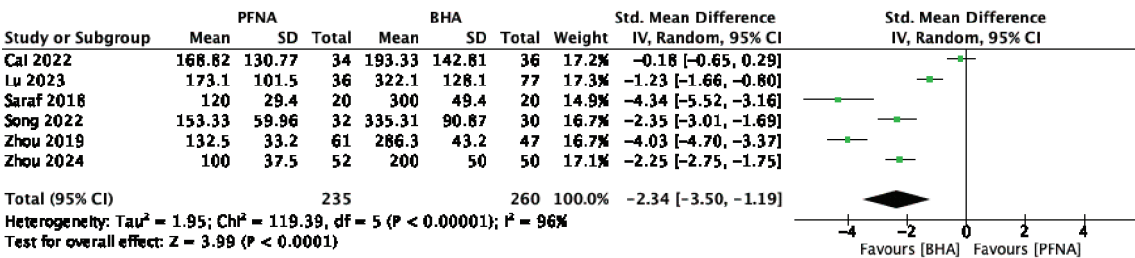 PFNA BHA Std. Mean Difference Std. Mean Difference
Study or Subgroup Mean SD Total Mean SD Total Weight IV, Random, 95% CI IV, Random, 95% CI
Cai 2022 168.82 130.77 34 193.33 142.81 36 17.2% −0.18 [−0.65, 0.29]
Lu 2023 173.1 101.5 36 322.1 128.1 77 17.3% −1.23 [−1.66, −0.80]
Saraf 2018 120 29.4 20 300 49.4 20 14.9% −4.34 [−5.52, −3.16]
Song 2022 153.33 59.96 32 335.31 90.87 30 16.7% −2.35 [−3.01, −1.69]
Zhou 2019 132.5 33.2 61 286.3 43.2 47 16.7% −4.03 [−4.70, −3.37]
Zhou 2024 100 37.5 52 200 50 50 17.1% −2.25 [−2.75, −1.75]
Total (95% CI) 235 260 100.0% −2.34 [−3.50, −1.19]
Heterogeneity: Tau² = 1.95; Chi² = 119.39, df = 5 (P < 0.00001); I² = 96%
Test for overall effect: Z = 3.99 (P < 0.0001)
−4 −2 0 2 4
Favours [BHA] Favours [PFNA]